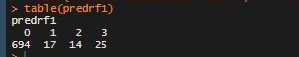 > table(predrf1)
predrf1
  0   1   2   3
694  17  14  25